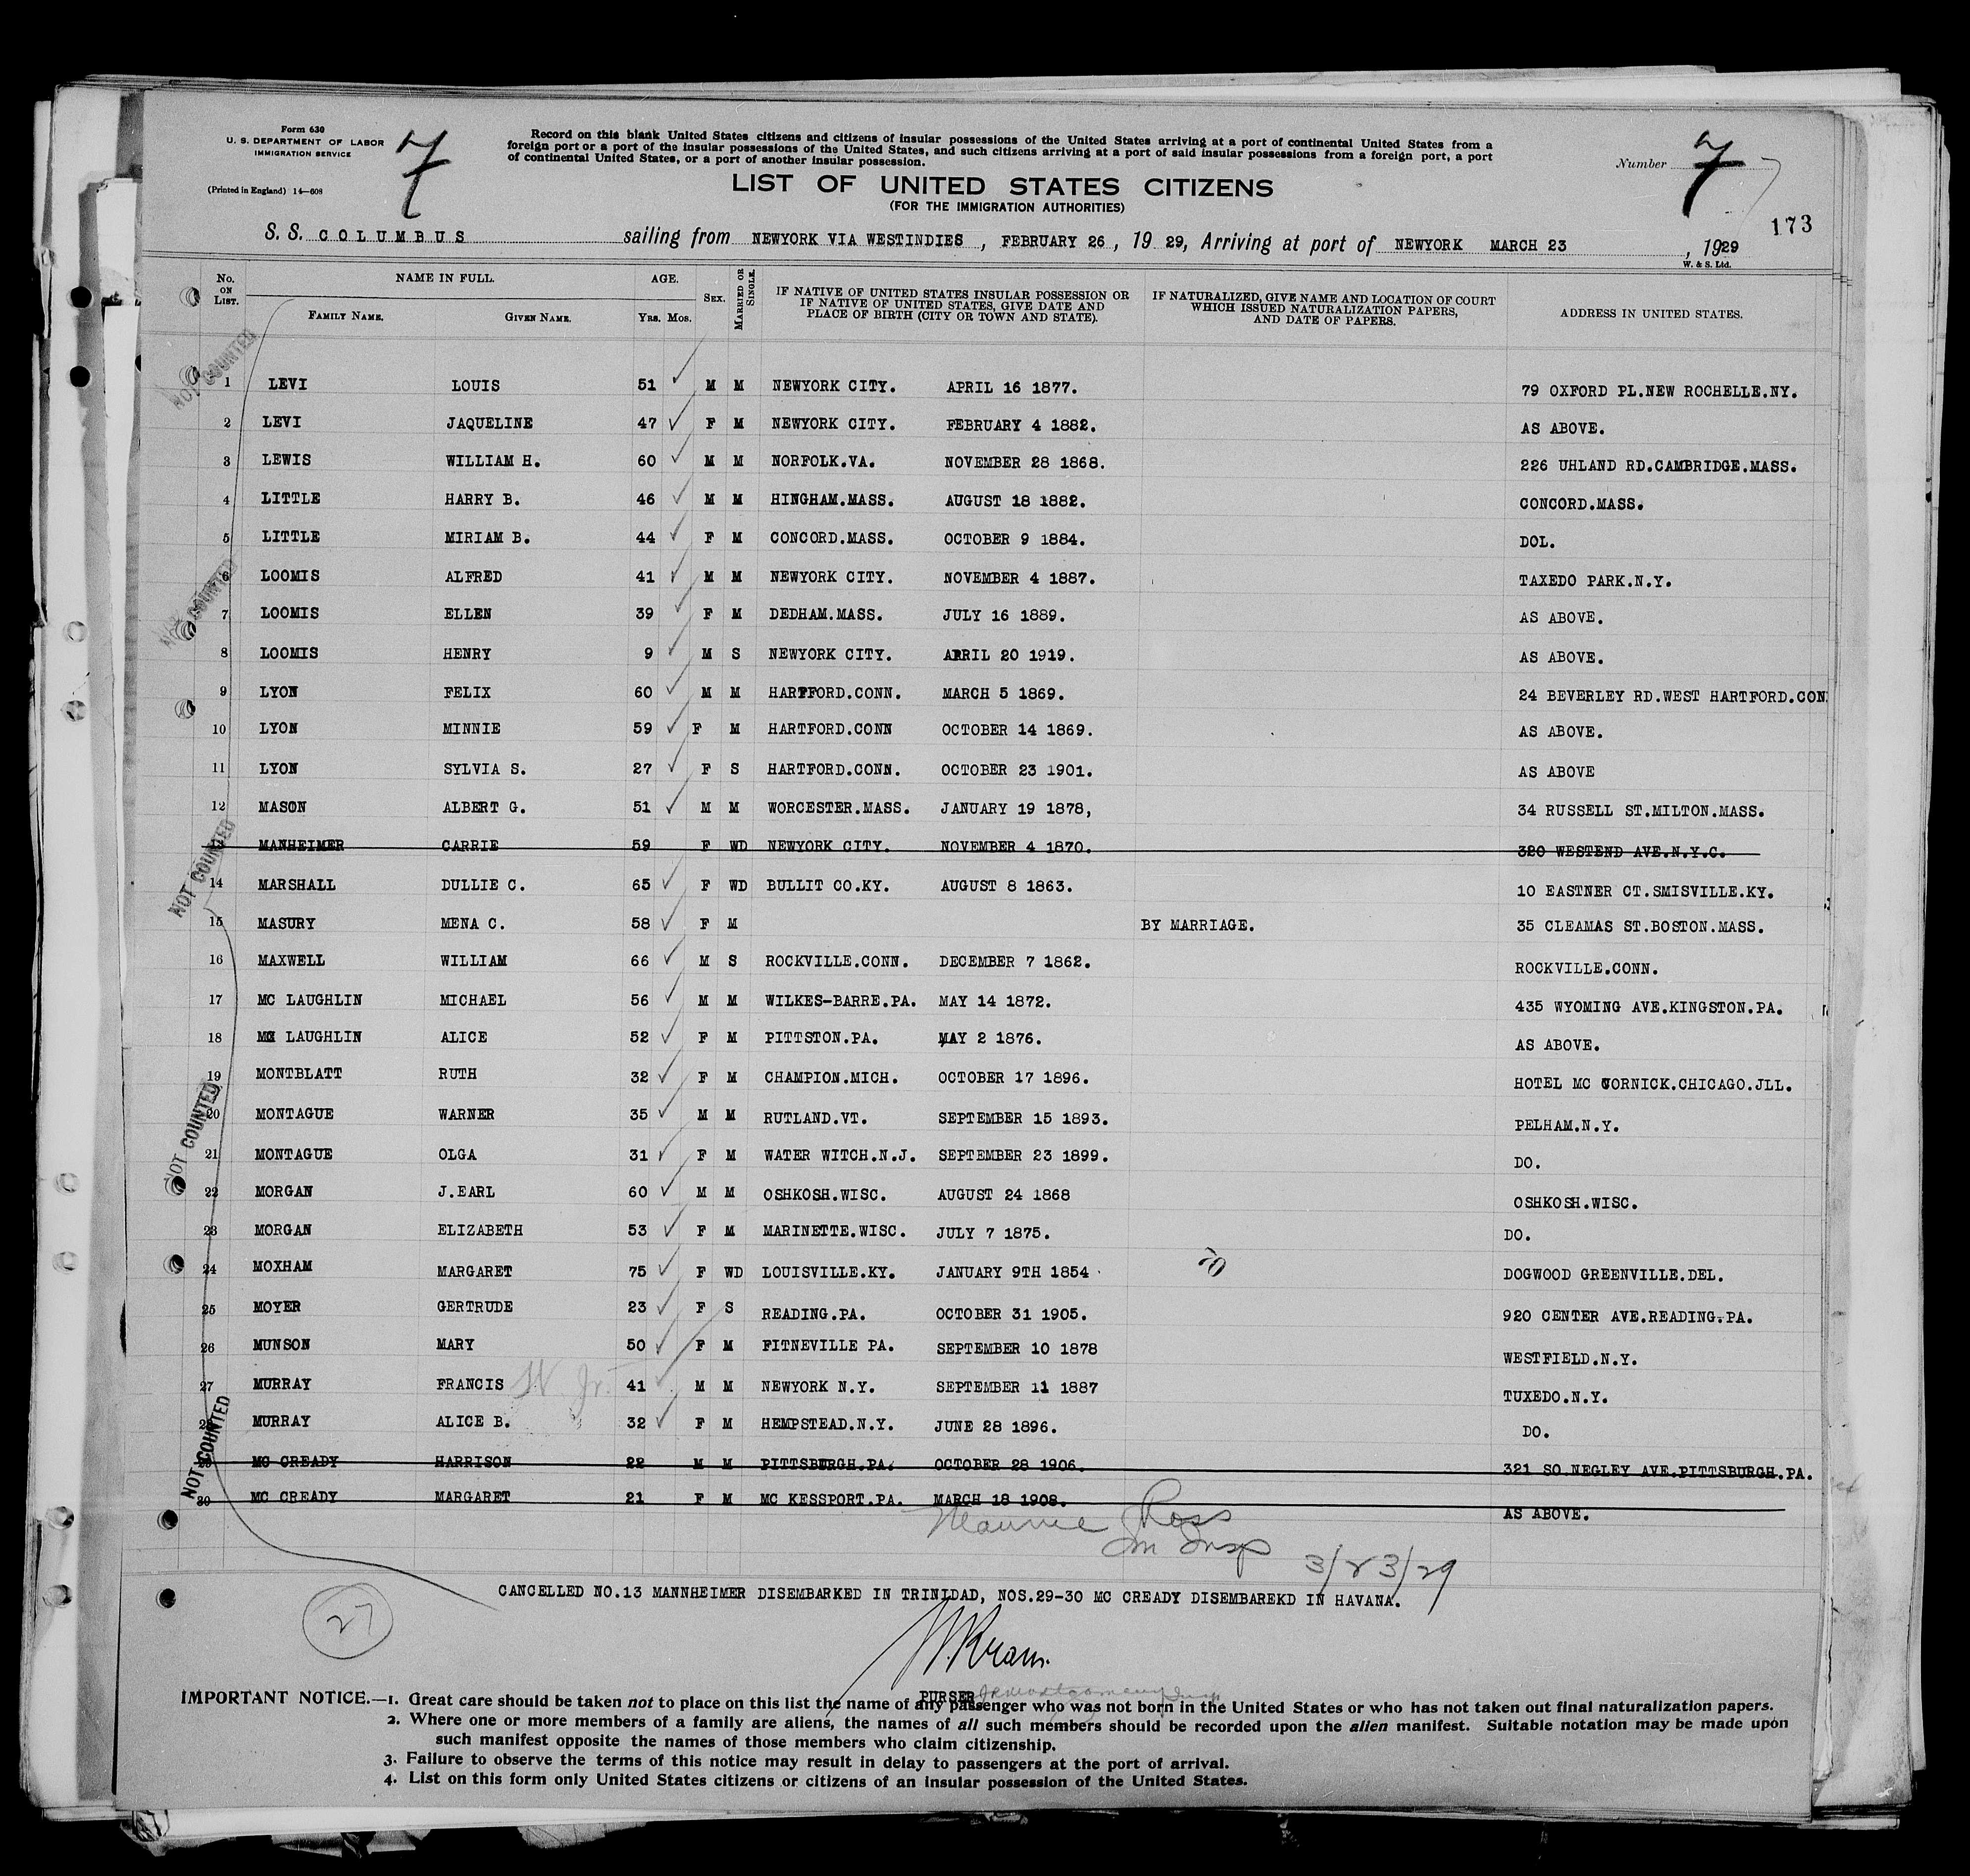 Form 630
U. S. DEPARTMENT OF LABOR
IMMIGRATION SERVICE
(Printed in England) 14—608
7
Record on this blank United States citizens and citizens of insular possessions of the United States arriving at a port of continental United States from a
foreign port or a port of the insular possessions of the United States, and such citizens arriving at a port of said insular possessions from a foreign port, a port
of continental United States, or a port of another insular possession.
LIST OF UNITED STATES CITIZENS
(FOR THE IMMIGRATION AUTHORITIES)
Number 7
173
S. S. COLUMBUS sailing from NEWYORK VIA WESTINDIES , FEBRUARY 26 , 19 29, Arriving at port of NEWYORK MARCH 23 , 1929
W. & S. Ltd.
No. ON LIST. NAME IN FULL. AGE. SEX. MARRIED OR SINGLE. IF NATIVE OF UNITED STATES INSULAR POSSESSION OR IF NATIVE OF UNITED STATES, GIVE DATE AND PLACE OF BIRTH (CITY OR TOWN AND STATE). IF NATURALIZED, GIVE NAME AND LOCATION OF COURT WHICH ISSUED NATURALIZATION PAPERS, AND DATE OF PAPERS. ADDRESS IN UNITED STATES.
FAMILY NAME. GIVEN NAME. Yrs. Mos.
NOT COUNTED
1 LEVI LOUIS 51 M M NEWYORK CITY. APRIL 16 1877. 79 OXFORD PL.NEW ROCHELLE.NY.
2 LEVI JAQUELINE 47 F M NEWYORK CITY. FEBRUARY 4 1882. AS ABOVE.
3 LEWIS WILLIAM H. 60 M M NORFOLK.VA. NOVEMBER 28 1868. 226 UHLAND RD.CAMBRIDGE.MASS.
4 LITTLE HARRY B. 46 M M HINGHAM.MASS. AUGUST 18 1882. CONCORD.MASS.
5 LITTLE MIRIAM B. 44 F M CONCORD.MASS. OCTOBER 9 1884. DOL.
NOT COUNTED
6 LOOMIS ALFRED 41 M M NEWYORK CITY. NOVEMBER 4 1887. TAXEDO PARK.N.Y.
7 LOOMIS ELLEN 39 F M DEDHAM.MASS. JULY 16 1889. AS ABOVE.
8 LOOMIS HENRY 9 M S NEWYORK CITY. APRIL 20 1919. AS ABOVE.
9 LYON FELIX 60 M M HARTFORD.CONN. MARCH 5 1869. 24 BEVERLEY RD.WEST HARTFORD.CON
10 LYON MINNIE 59 F M HARTFORD.CONN OCTOBER 14 1869. AS ABOVE.
11 LYON SYLVIA S. 27 F S HARTFORD.CONN. OCTOBER 23 1901. AS ABOVE
12 MASON ALBERT G. 51 M M WORCESTER.MASS. JANUARY 19 1878, 34 RUSSELL ST.MILTON.MASS.
13 MANHEIMER CARRIE 59 F WD NEWYORK CITY. NOVEMBER 4 1870. 320 WESTEND AVE.N.Y.C.
NOT COUNTED
14 MARSHALL DULLIE C. 65 F WD BULLIT CO.KY. AUGUST 8 1863. 10 EASTNER CT.SMISVILLE.KY.
15 MASURY MENA C. 58 F M BY MARRIAGE. 35 CLEAMAS ST.BOSTON.MASS.
16 MAXWELL WILLIAM 66 M S ROCKVILLE.CONN. DECEMBER 7 1862. ROCKVILLE.CONN.
17 MC LAUGHLIN MICHAEL 56 M M WILKES-BARRE.PA. MAY 14 1872. 435 WYOMING AVE.KINGSTON.PA.
18 MC LAUGHLIN ALICE 52 F M PITTSTON.PA. MAY 2 1876. AS ABOVE.
19 MONTBLATT RUTH 32 F M CHAMPION.MICH. OCTOBER 17 1896. HOTEL MC CORNICK.CHICAGO.JLL.
NOT COUNTED
20 MONTAGUE WARNER 35 M M RUTLAND.VT. SEPTEMBER 15 1893. PELHAM.N.Y.
21 MONTAGUE OLGA 31 F M WATER WITCH.N.J. SEPTEMBER 23 1899. DO.
22 MORGAN J.EARL 60 M M OSHKOSH.WISC. AUGUST 24 1868 OSHKOSH.WISC.
23 MORGAN ELIZABETH 53 F M MARINETTE.WISC. JULY 7 1875. DO.
24 MOXHAM MARGARET 75 F WD LOUISVILLE.KY. JANUARY 9TH 1854 DOGWOOD GREENVILLE.DEL.
25 MOYER GERTRUDE 23 F S READING.PA. OCTOBER 31 1905. 920 CENTER AVE.READING.PA.
26 MUNSON MARY 50 F M FITNEVILLE PA. SEPTEMBER 10 1878 WESTFIELD.N.Y.
27 MURRAY FRANCIS W. Jr. 41 M M NEWYORK N.Y. SEPTEMBER 11 1887 TUXEDO.N.Y.
28 MURRAY ALICE B. 32 F M HEMPSTEAD.N.Y. JUNE 28 1896. DO.
NOT COUNTED
29 MC CREADY HARRISON 22 M M PITTSBURGH.PA. OCTOBER 28 1906. 321 SO.NEGLEY AVE.PITTSBURGH.PA.
30 MC CREADY MARGARET 21 F M MC KESSPORT.PA. MARCH 18 1908. AS ABOVE.
Maurice Ross
Im Insp 3/23/29
CANCELLED NO.13 MANNHEIMER DISEMBARKED IN TRINIDAD, NOS.29-30 MC CREADY DISEMBAREKD IN HAVANA.
27
PURSER
IMPORTANT NOTICE.—1. Great care should be taken not to place on this list the name of any passenger who was not born in the United States or who has not taken out final naturalization papers.
2. Where one or more members of a family are aliens, the names of all such members should be recorded upon the alien manifest. Suitable notation may be made upon
such manifest opposite the names of those members who claim citizenship.
3. Failure to observe the terms of this notice may result in delay to passengers at the port of arrival.
4. List on this form only United States citizens or citizens of an insular possession of the United States.